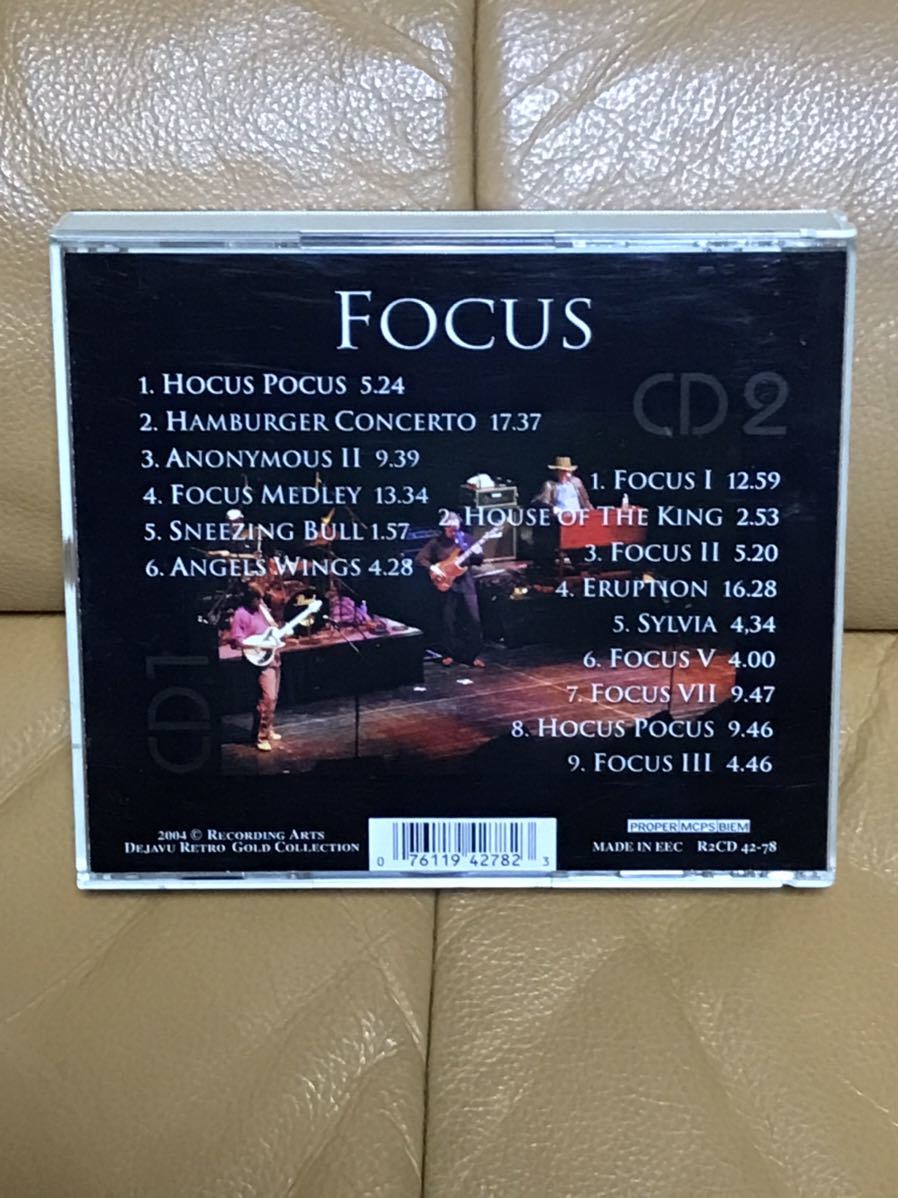 FOCUS
1. HOCUS POCUS 5.24
2. HAMBURGER CONCERTO 17.37
3. ANONYMOUS II 9.39
4. FOCUS MEDLEY 13.34
5. SNEEZING BULL 1.57
6. ANGELS WINGS 4.28
CD1
CD2
1. FOCUS I 12.59
2. HOUSE OF THE KING 2.53
3. FOCUS II 5.20
4. ERUPTION 16.28
5. SYLVIA 4,34
6. FOCUS V 4.00
7. FOCUS VII 9.47
8. HOCUS POCUS 9.46
9. FOCUS III 4.46
2004 © RECORDING ARTS
DEJAVU RETRO GOLD COLLECTION
0 76119 42782 3
PROPER MCPS BIEM
MADE IN EEC R2CD 42-78